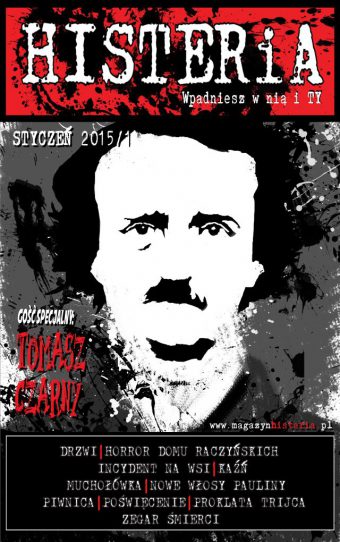 HISTERiA
Wpadniesz w nią i TY
STYCZEŃ 2015/1
GOŚĆ SPECJALNY:
TOMASZ
CZARNY
www.magazynhisteria.pl
DRZWI|HORROR DOMU RACZYŃSKICH
INCYDENT NA WSI|KAŹŃ
MUCHOŁÓWKA|NOWE WŁOSY PAULINY
PIWNICA|POŚWIĘCENIE|PROKLATA TRIJCA
ZEGAR ŚMIERCI